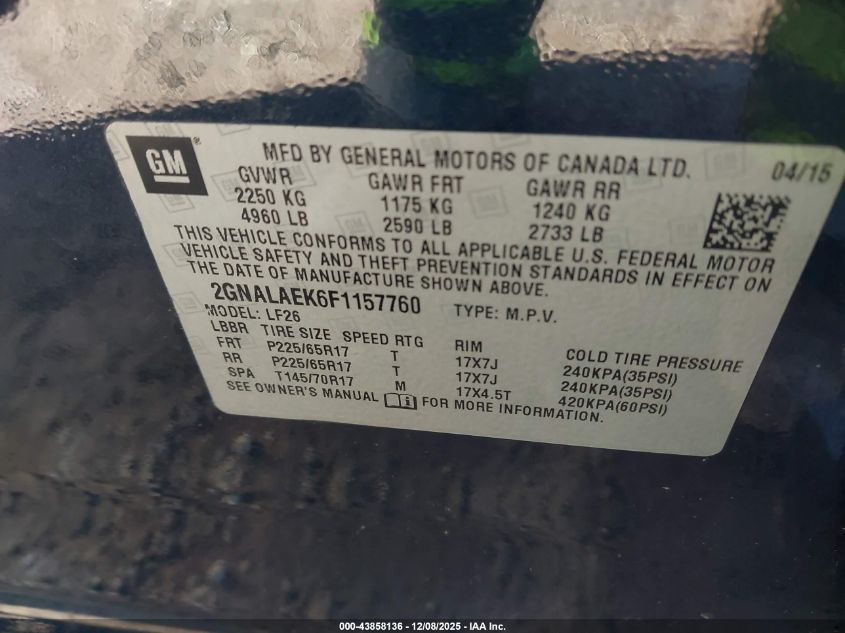 GM®
MFD BY GENERAL MOTORS OF CANADA LTD. 04/15
GVWR GAWR FRT GAWR RR
2250 KG 1175 KG 1240 KG
4960 LB 2590 LB 2733 LB
THIS VEHICLE CONFORMS TO ALL APPLICABLE U.S. FEDERAL MOTOR
VEHICLE SAFETY AND THEFT PREVENTION STANDARDS IN EFFECT ON
THE DATE OF MANUFACTURE SHOWN ABOVE.
2GNALAEK6F1157760 TYPE: M.P.V.
MODEL: LF26
LBBR TIRE SIZE SPEED RTG RIM COLD TIRE PRESSURE
FRT P225/65R17 T 17X7J 240KPA(35PSI)
RR P225/65R17 T 17X7J 240KPA(35PSI)
SPA T145/70R17 M 17X4.5T 420KPA(60PSI)
SEE OWNER'S MANUAL FOR MORE INFORMATION.
000-43858136 - 12/08/2025 - IAA Inc.